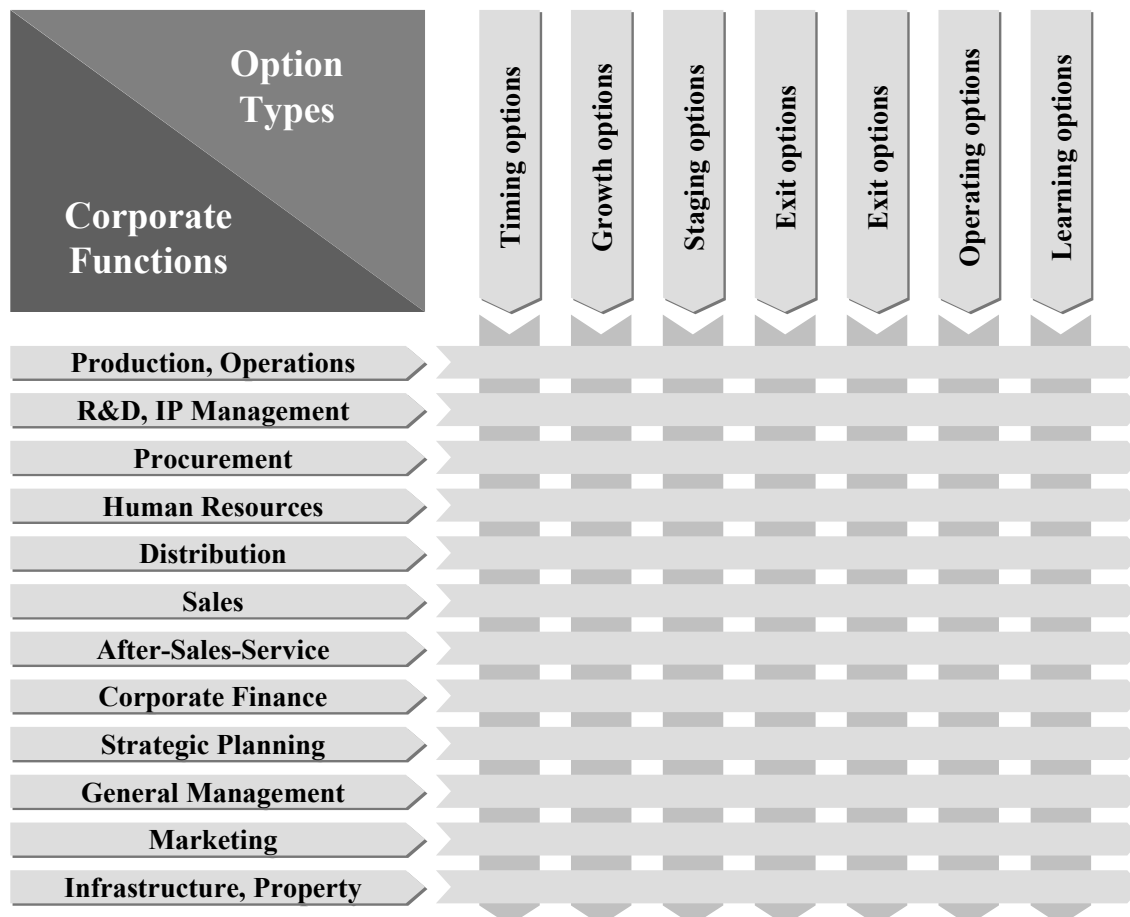 Option
Types
Corporate
Functions
Timing options
Growth options
Staging options
Exit options
Exit options
Operating options
Learning options
Production, Operations
R&D, IP Management
Procurement
Human Resources
Distribution
Sales
After-Sales-Service
Corporate Finance
Strategic Planning
General Management
Marketing
Infrastructure, Property